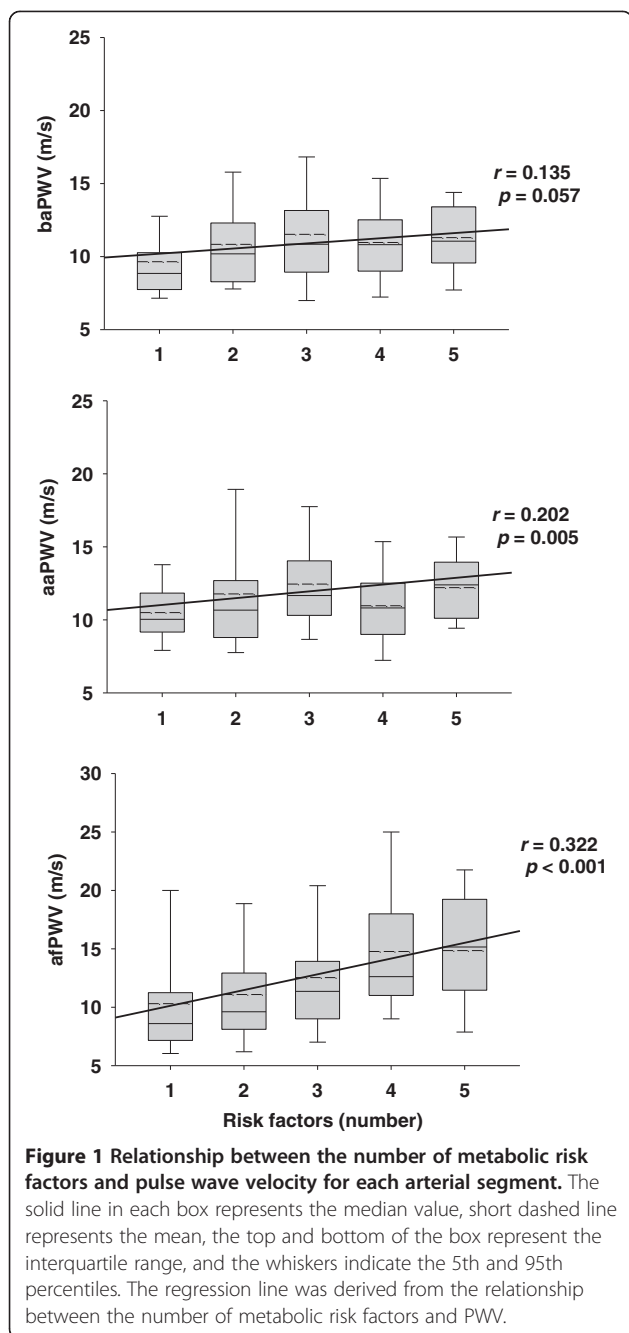 25
20
15
10
5
baPWV (m/s)
r = 0.135
p = 0.057
1 2 3 4 5
25
20
15
10
5
aaPWV (m/s)
r = 0.202
p = 0.005
1 2 3 4 5
30
25
20
15
10
5
afPWV (m/s)
r = 0.322
p < 0.001
1 2 3 4 5
Risk factors (number)
Figure 1 Relationship between the number of metabolic risk
factors and pulse wave velocity for each arterial segment. The
solid line in each box represents the median value, short dashed line
represents the mean, the top and bottom of the box represent the
interquartile range, and the whiskers indicate the 5th and 95th
percentiles. The regression line was derived from the relationship
between the number of metabolic risk factors and PWV.